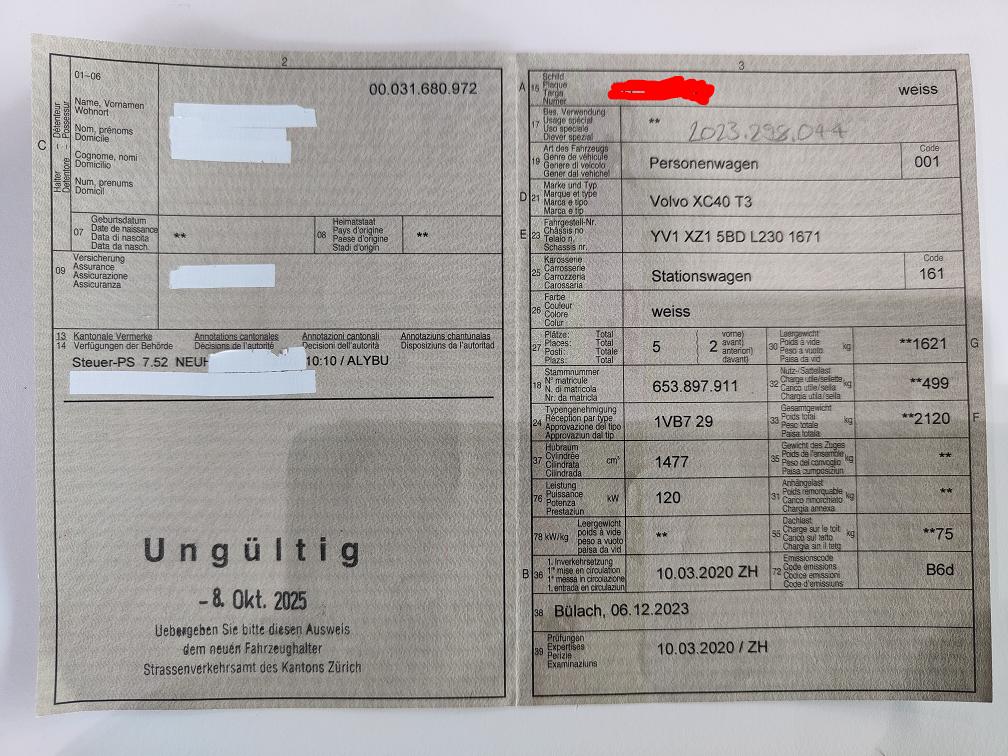 2
01-06
00.031.680.972
C
Halter Détenteur
Detentore Possessur
Name, Vornamen
Wohnort
Nom, prénoms
Domicile
Cognome, nomi
Domicilio
Num, prenums
Domicil
07
Geburtsdatum
Date de naissance
Data di nascita
Data da nasch.
**
08
Heimatstaat
Pays d'origine
Paese d'origine
Stadi d'origin
**
09
Versicherung
Assurance
Assicurazione
Assicuranza
13 Kantonale Vermerke Annotations cantonales Annotazioni cantonali Annotaziuns chantunalas
14 Verfügungen der Behörde Décisions de l'autorité Decisioni dell'autorità Disposiziuns da l'autoritad
Steuer-PS 7.52 NEUH 10:10 / ALYBU
Ungültig
-8. Okt. 2025
Uebergeben Sie bitte diesen Ausweis
dem neuen Fahrzeughalter
Strassenverkehrsamt des Kantons Zürich
3
A 15
Schild
Plaque
Targa
Numer
weiss
17
Bes. Verwendung
Usage spécial
Uso speciale
Diever spezial
** 2023.298.044
19
Art des Fahrzeugs
Genre de véhicule
Genere di veicolo
Gener dal vehichel
Personenwagen
Code
001
D 21
Marke und Typ
Marque et type
Marca e tipo
Marca e tip
Volvo XC40 T3
E 23
Fahrgestell-Nr.
Châssis no
Telaio n.
Schassis nr.
YV1 XZ1 5BD L230 1671
25
Karosserie
Carrosserie
Carrozzeria
Carossaria
Stationswagen
Code
161
26
Farbe
Couleur
Colore
Colur
weiss
27
Plätze: Total
Places: Total
Posti: Totale
Plazs: Total
5
2
vorne)
avant)
anteriori)
davant)
30
Leergewicht
Poids à vide
Peso a vuoto
Paisa da vid
kg
**1621
G
18
Stammnummer
N° matricule
N. di matricola
Nr. da matricla
653.897.911
32
Nutz-/Sattellast
Charge utile/sellette
Carico utile/sella
Chargia utila/sella
kg
**499
24
Typengenehmigung
Réception par type
Approvazione del tipo
Approvaziun dal tip
1VB7 29
33
Gesamtgewicht
Poids total
Peso totale
Paisa totala
kg
**2120
F
37
Hubraum
Cylindrée
Cilindrata
Cilindrada
cm³
1477
35
Gewicht des Zuges
Poids de l'ensemble
Peso del convoglio
Paisa cumposiziun
kg
**
76
Leistung
Puissance
Potenza
Prestaziun
kW
120
31
Anhängelast
Poids remorquable
Carico rimorchiato
Chargia annexa
kg
**
78 kW/kg
Leergewicht
poids à vide
peso a vuoto
paisa da vid
**
55
Dachlast
Charge sur le toit
Carico sul tetto
Chargia sin il tetg
kg
**75
B 36
1. Inverkehrsetzung
1re mise en circulation
1a messa in circolazione
1. entrada en circulaziun
10.03.2020 ZH
72
Emissionscode
Code émissions
Codice emissioni
Code d'emissiuns
B6d
38
Bülach, 06.12.2023
39
Prüfungen
Expertises
Perizie
Examinaziuns
10.03.2020 / ZH